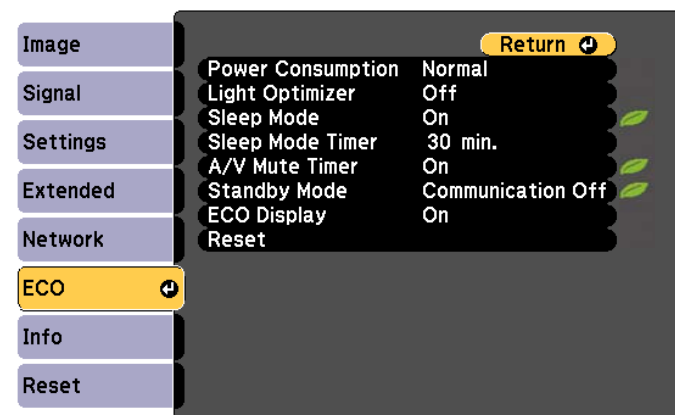 Image
Signal
Settings
Extended
Network
ECO
Info
Reset
Return
Power Consumption Normal
Light Optimizer Off
Sleep Mode On
Sleep Mode Timer 30 min.
A/V Mute Timer On
Standby Mode Communication Off
ECO Display On
Reset